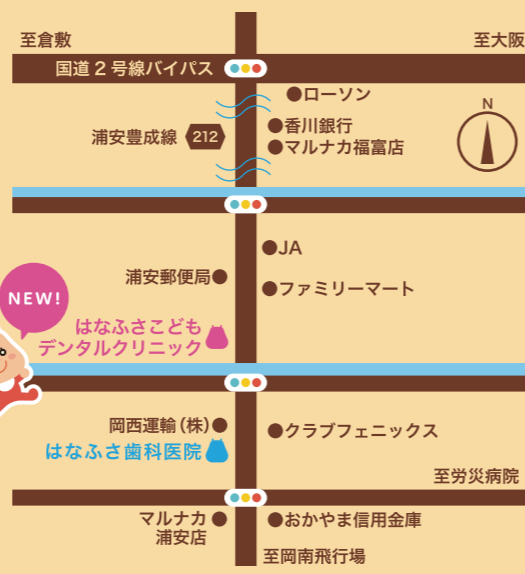 至倉敷
至大阪
国道2号線バイパス
●ローソン
浦安豊成線 212
●香川銀行
●マルナカ福富店
N
●JA
浦安郵便局●
●ファミリーマート
NEW!
はなふさこども
デンタルクリニック
岡西運輸(株)●
●クラブフェニックス
はなふさ歯科医院
至労災病院
マルナカ●
浦安店
●おかやま信用金庫
至岡南飛行場